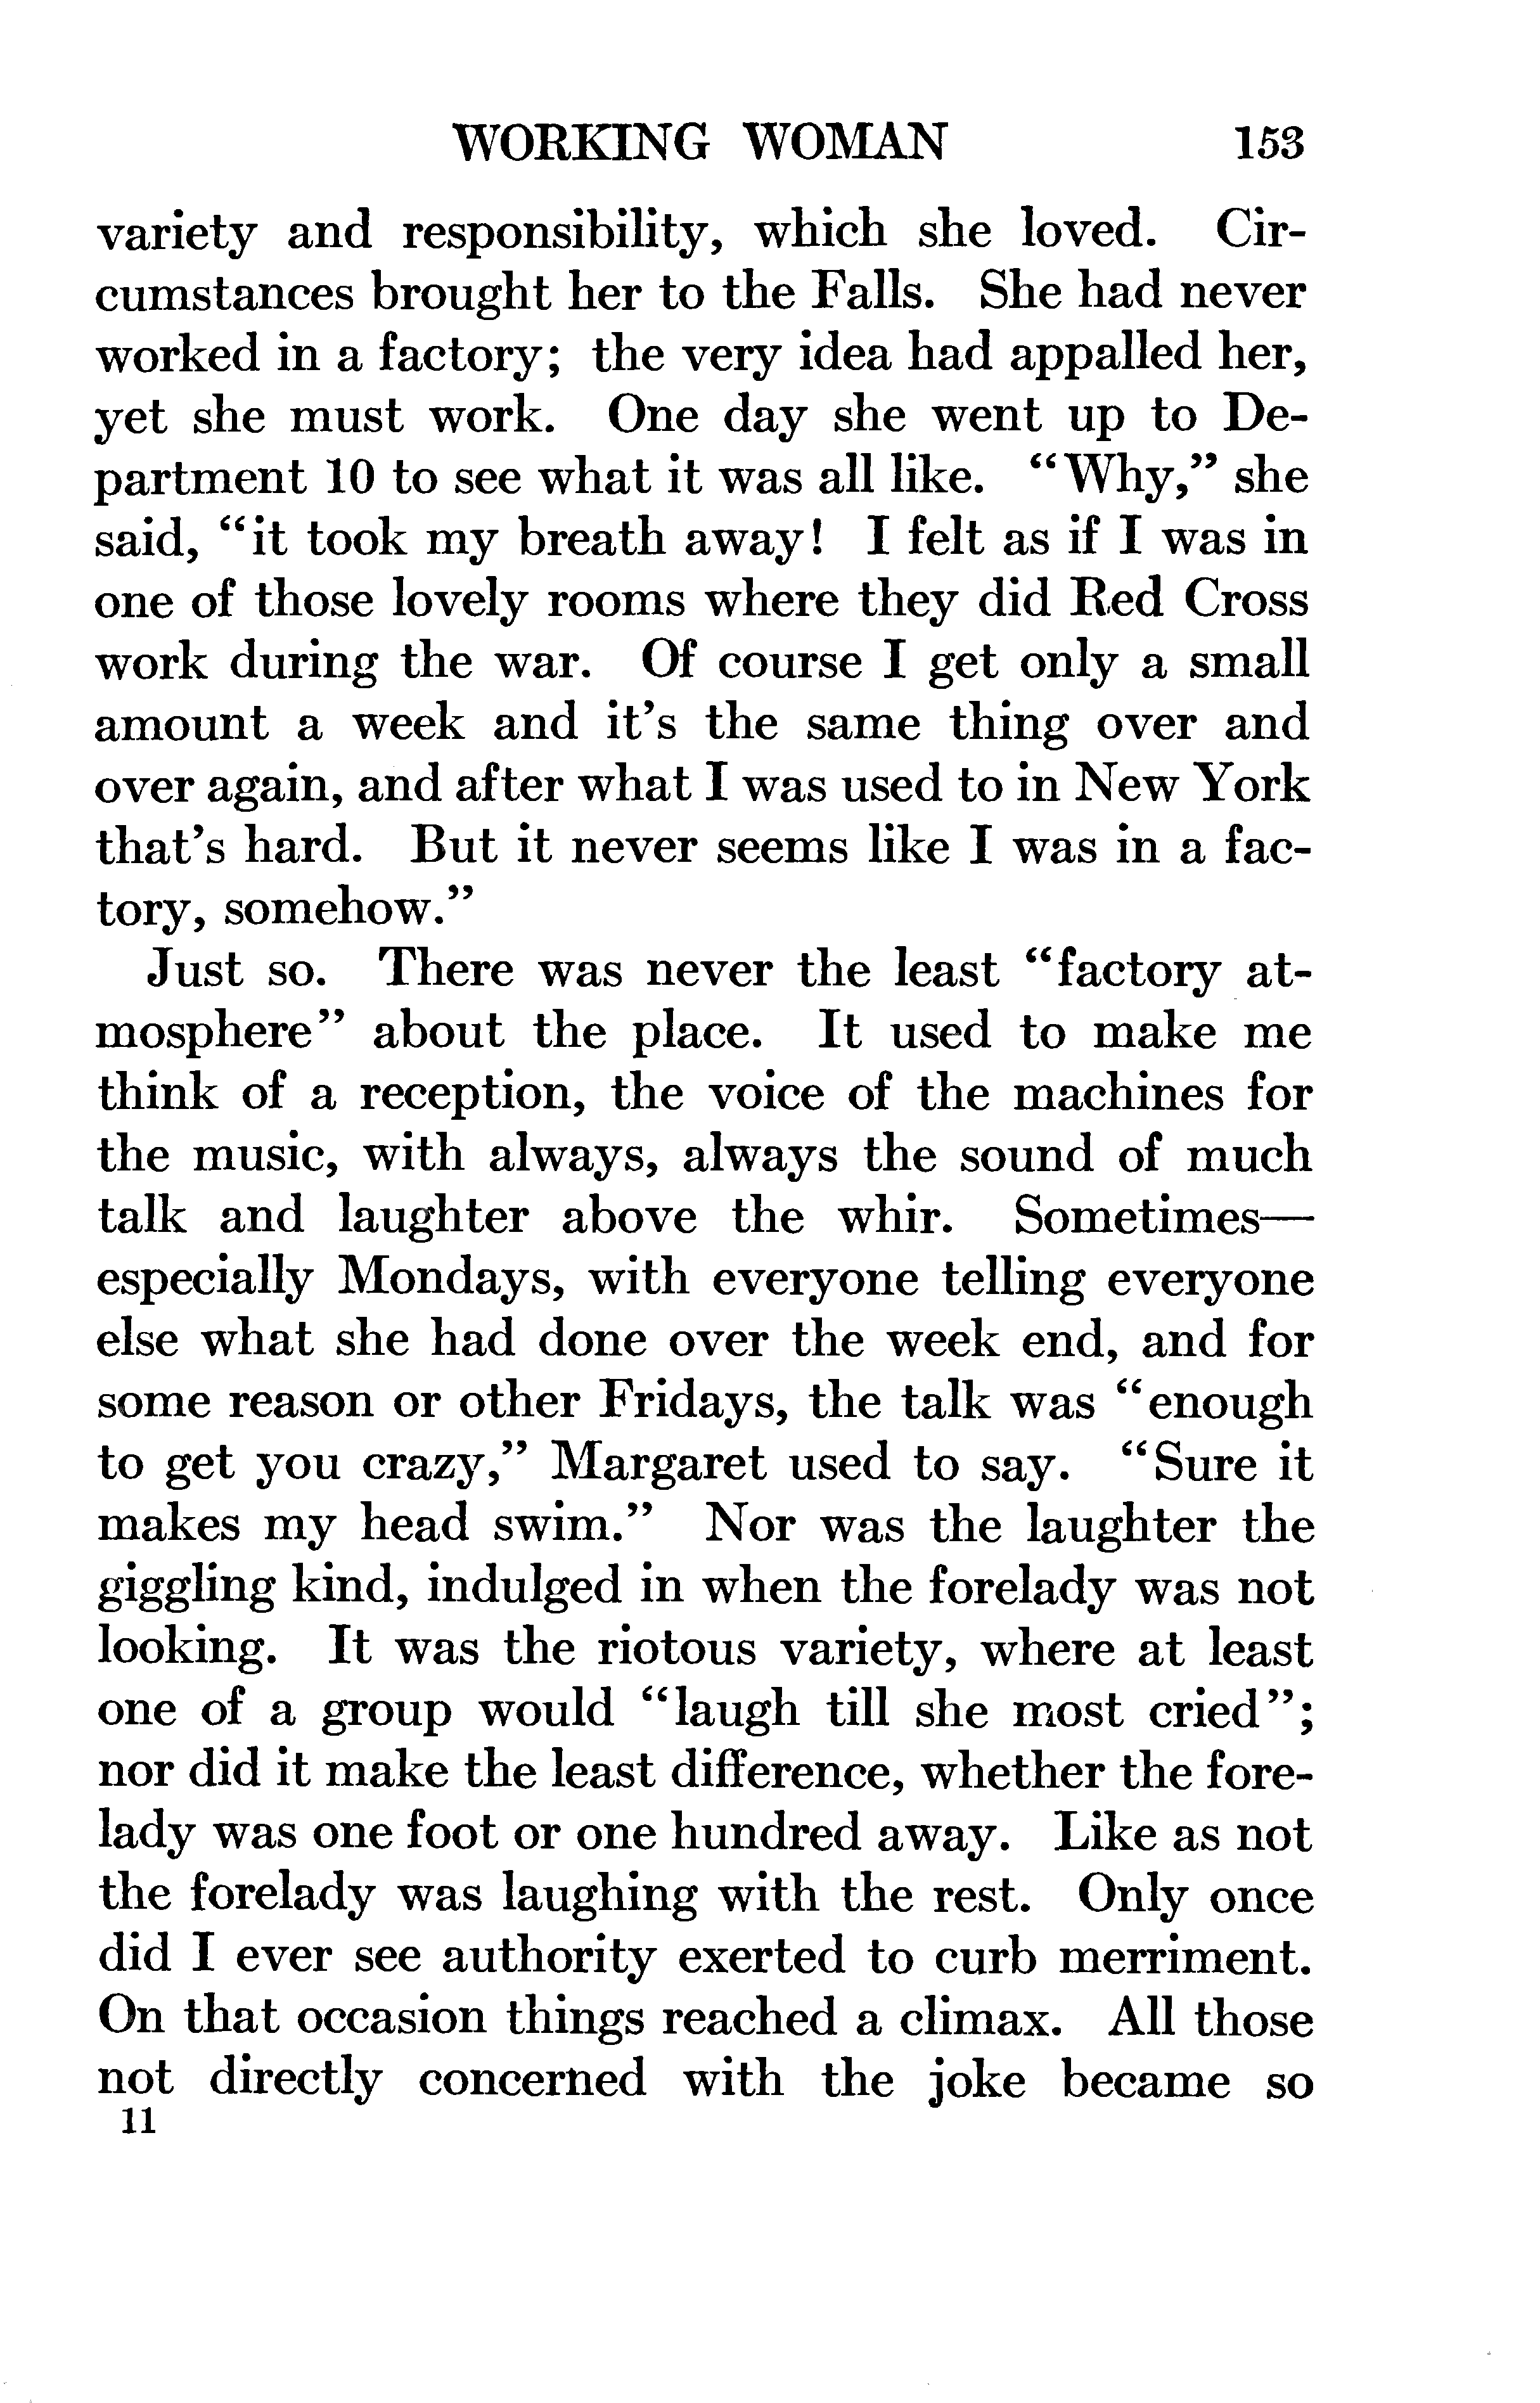 WORKING WOMAN 153
variety and responsibility, which she loved. Cir-
cumstances brought her to the Falls. She had never
worked in a factory; the very idea had appalled her,
yet she must work. One day she went up to De-
partment 10 to see what it was all like. "Why," she
said, "it took my breath away! I felt as if I was in
one of those lovely rooms where they did Red Cross
work during the war. Of course I get only a small
amount a week and it's the same thing over and
over again, and after what I was used to in New York
that's hard. But it never seems like I was in a fac-
tory, somehow."
Just so. There was never the least "factory at-
mosphere" about the place. It used to make me
think of a reception, the voice of the machines for
the music, with always, always the sound of much
talk and laughter above the whir. Sometimes—
especially Mondays, with everyone telling everyone
else what she had done over the week end, and for
some reason or other Fridays, the talk was "enough
to get you crazy," Margaret used to say. "Sure it
makes my head swim." Nor was the laughter the
giggling kind, indulged in when the forelady was not
looking. It was the riotous variety, where at least
one of a group would "laugh till she most cried";
nor did it make the least difference, whether the fore-
lady was one foot or one hundred away. Like as not
the forelady was laughing with the rest. Only once
did I ever see authority exerted to curb merriment.
On that occasion things reached a climax. All those
not directly concerned with the joke became so
11